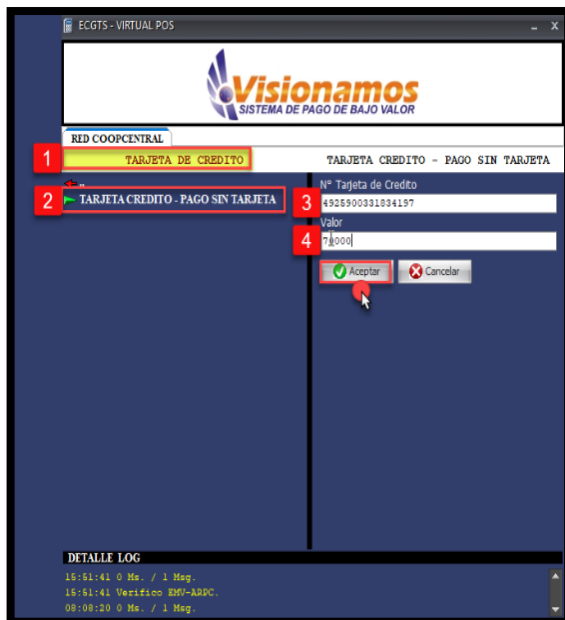 ECGTS - VIRTUAL POS
Visionamos
SISTEMA DE PAGO DE BAJO VALOR
RED COOPCENTRAL
1
TARJETA DE CREDITO
TARJETA CREDITO - PAGO SIN TARJETA
2
TARJETA CREDITO - PAGO SIN TARJETA
N° Tarjeta de Credito
3
4925900331834197
Valor
4
Aceptar
Cancelar
DETALLE LOG
15:51:41 0 Ms. / 1 Msg.
15:51:41 Verifico EMV-ARPC.
08:08:20 0 Ms. / 1 Msg.